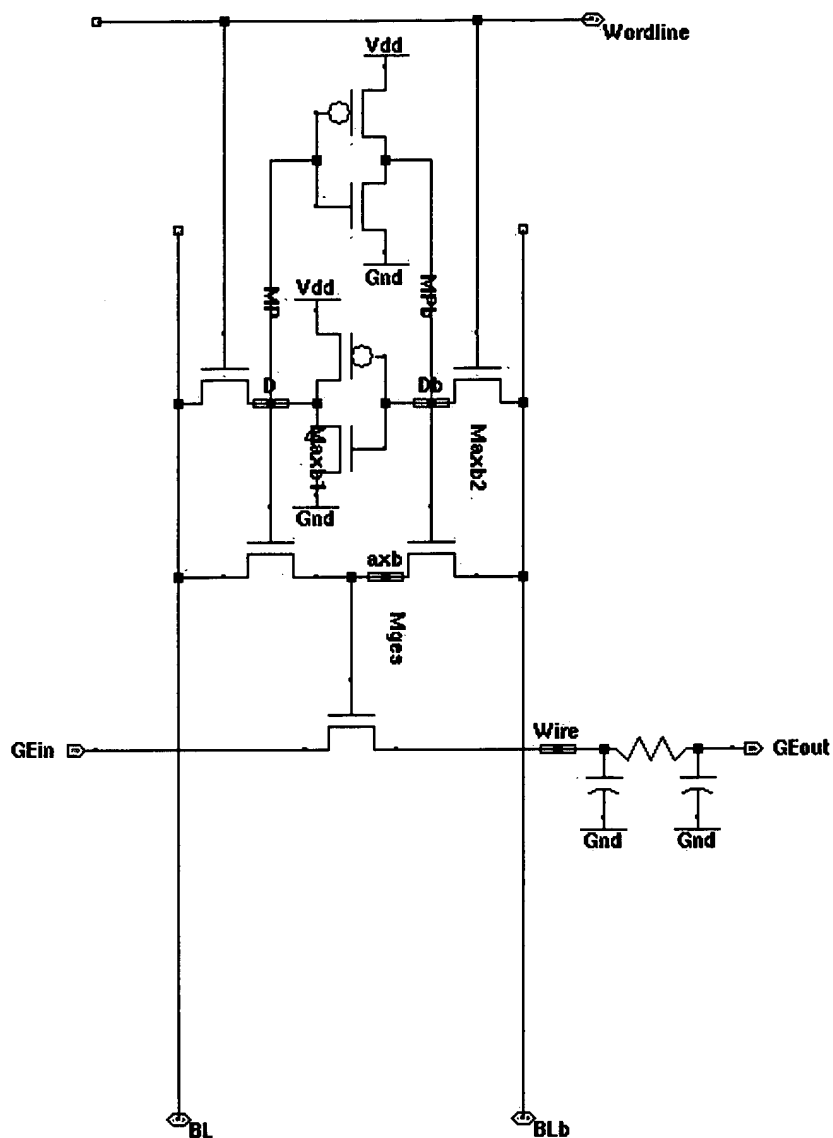 Wordline
Vdd
Gnd
MP
MPb
Vdd
D
Db
Maxb1
Maxb2
Gnd
axb
Mges
GEin
Wire
GEout
Gnd
Gnd
BL
BLb